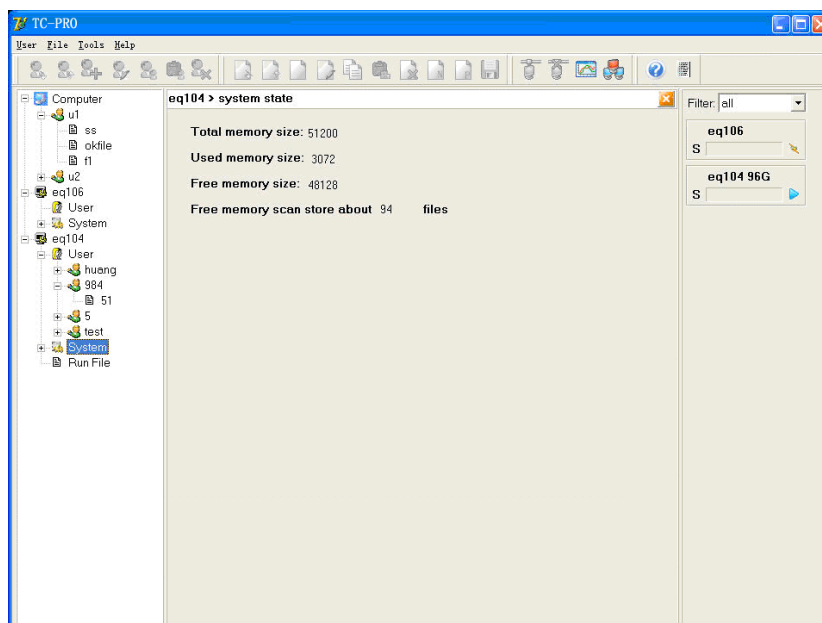 TC-PRO
User File Tools Help
Computer
u1
ss
okfile
f1
u2
eq106
User
System
eq104
User
huang
984
51
5
test
System
Run File
eq104 > system state
Total memory size: 51200
Used memory size: 3072
Free memory size: 48128
Free memory scan store about 94 files
Filter: all
eq106
S
eq104 96G
S